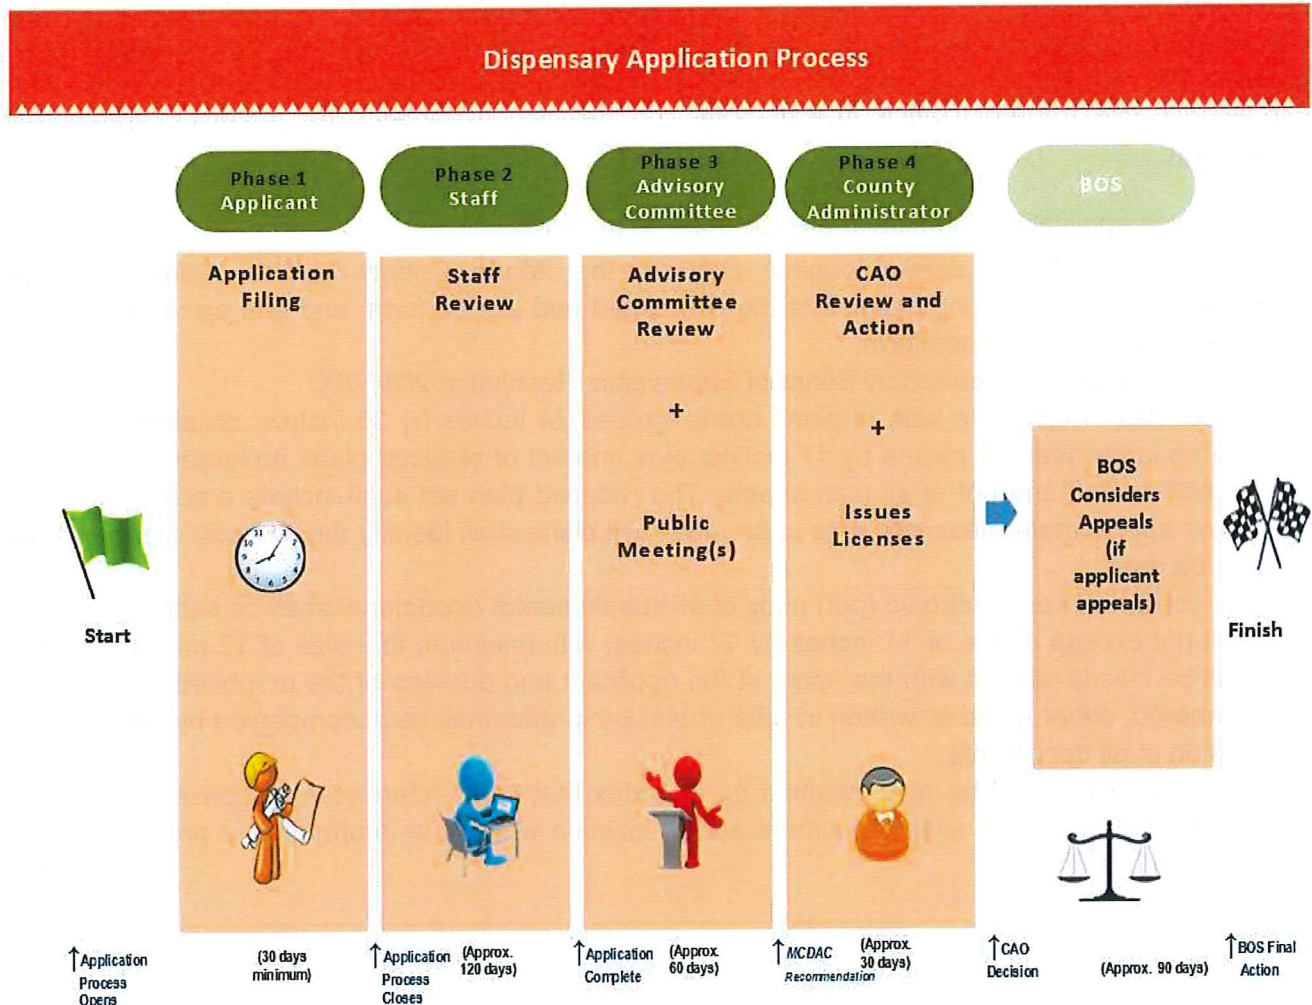 Dispensary Application Process
Phase 1
Applicant
Phase 2
Staff
Phase 3
Advisory
Committee
Phase 4
County
Administrator
BOS
Application
Filing
Staff
Review
Advisory
Committee
Review
+
Public
Meeting(s)
CAO
Review and
Action
+
Issues
Licenses
BOS
Considers
Appeals
(if
applicant
appeals)
Start
Finish
↑Application
Process
Opens
(30 days
minimum)
↑Application
Process
Closes
(Approx.
120 days)
↑Application
Complete
(Approx.
60 days)
↑MCDAC
Recommendation
(Approx.
30 days)
↑CAO
Decision
(Approx. 90 days)
↑BOS Final
Action